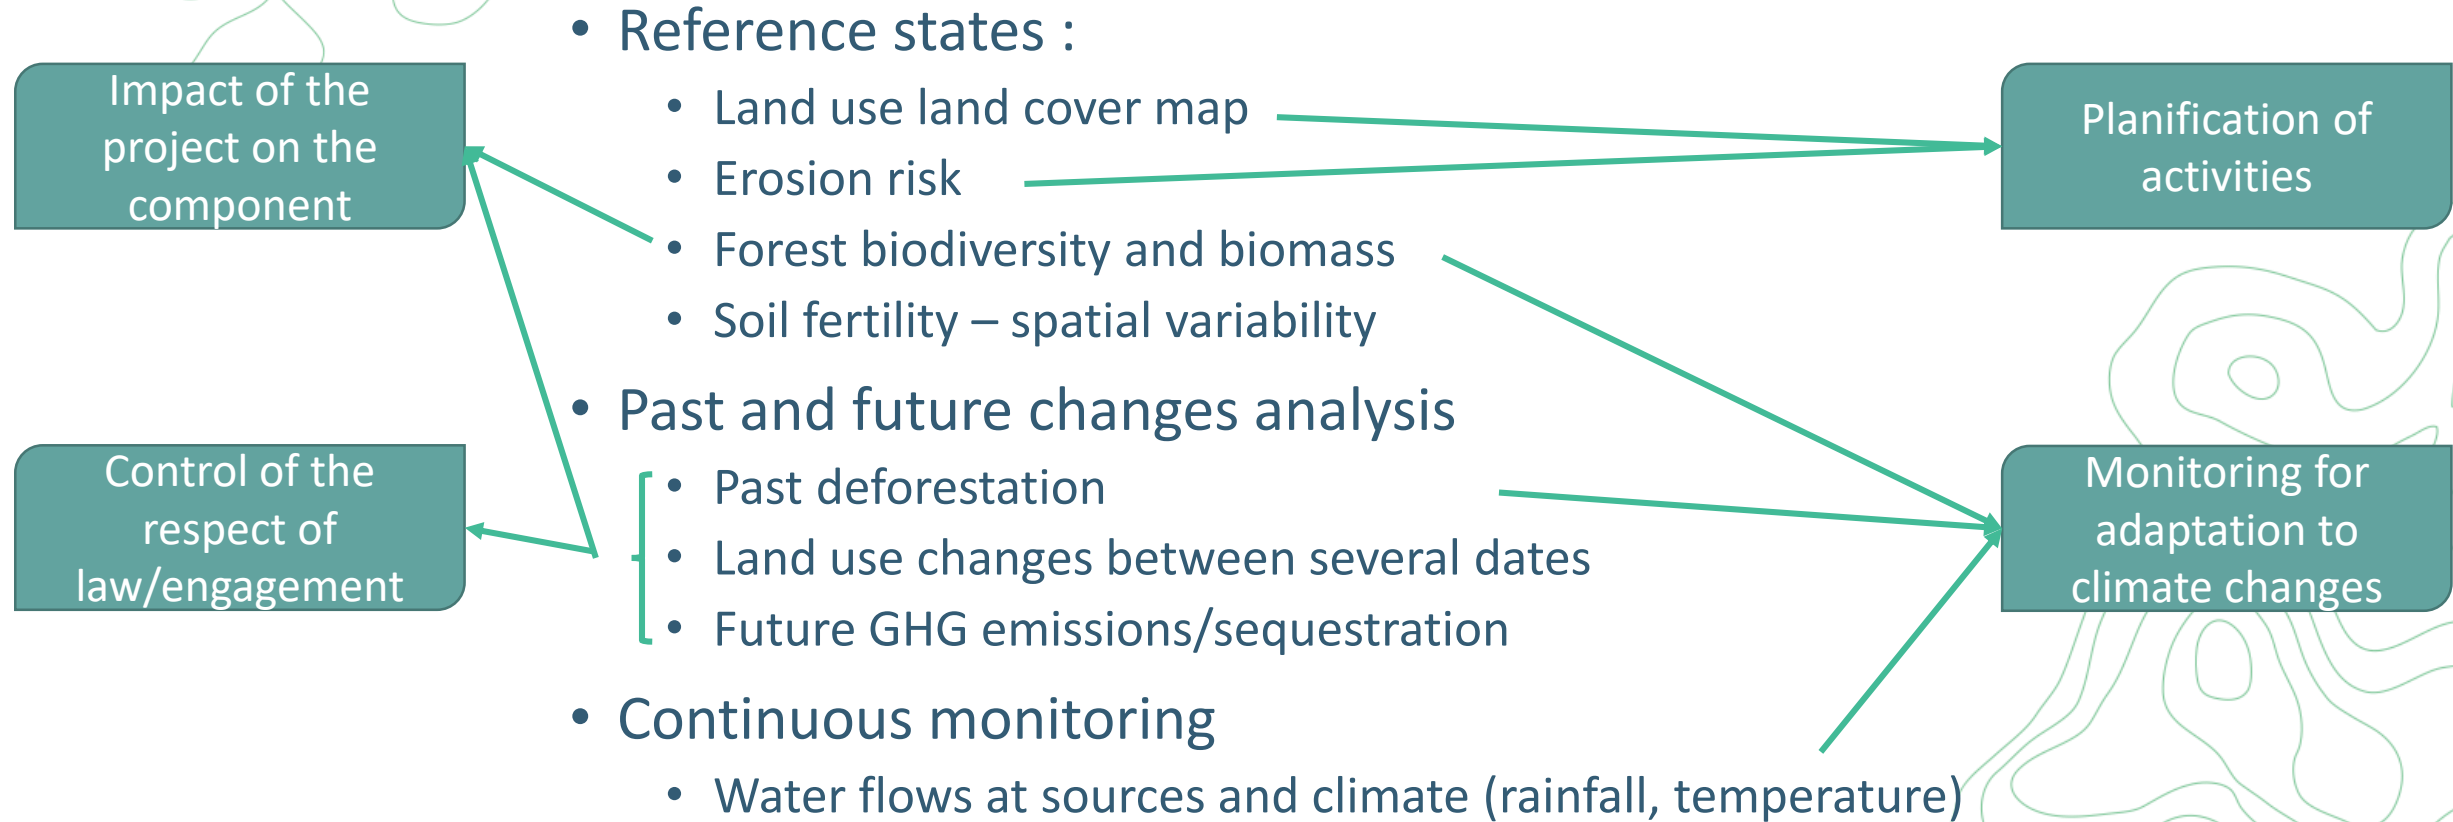 Impact of the
project on the
component
Control of the
respect of
law/engagement
• Reference states :
• Land use land cover map
• Erosion risk
• Forest biodiversity and biomass
• Soil fertility – spatial variability
• Past and future changes analysis
• Past deforestation
• Land use changes between several dates
• Future GHG emissions/sequestration
• Continuous monitoring
• Water flows at sources and climate (rainfall, temperature)
Planification of
activities
Monitoring for
adaptation to
climate changes